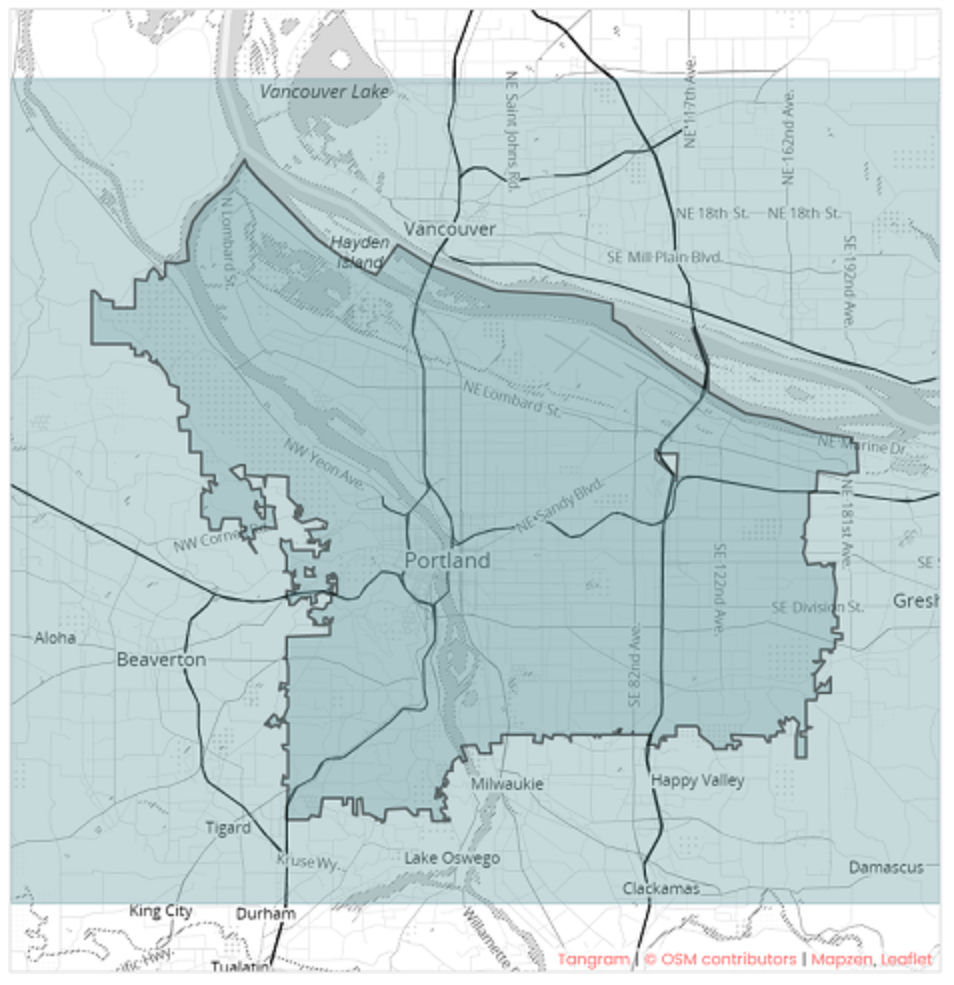 Vancouver Lake
NE Saint Johns Rd.
NE 117th Ave.
NE 162nd Ave.
N Lombard St.
NE 18th St.
NE 18th St.
Vancouver
Hayden
Island
SE Mill Plain Blvd.
SE 192nd Ave.
NE Lombard St.
NE Marine Dr.
NW Yeon Ave.
NE Sandy Blvd.
NE 181st Ave.
NW Cornell Rd.
Portland
SE 122nd Ave.
SE
SE Division St.
Gresh
Aloha
Beaverton
SE 82nd Ave.
Milwaukie
Happy Valley
Tigard
Kruse Wy.
Lake Oswego
Damascus
Clackamas
King City
Durham
Willamette
ific Hwy.
Tualatin
Tangram | © OSM contributors | Mapzen, Leaflet